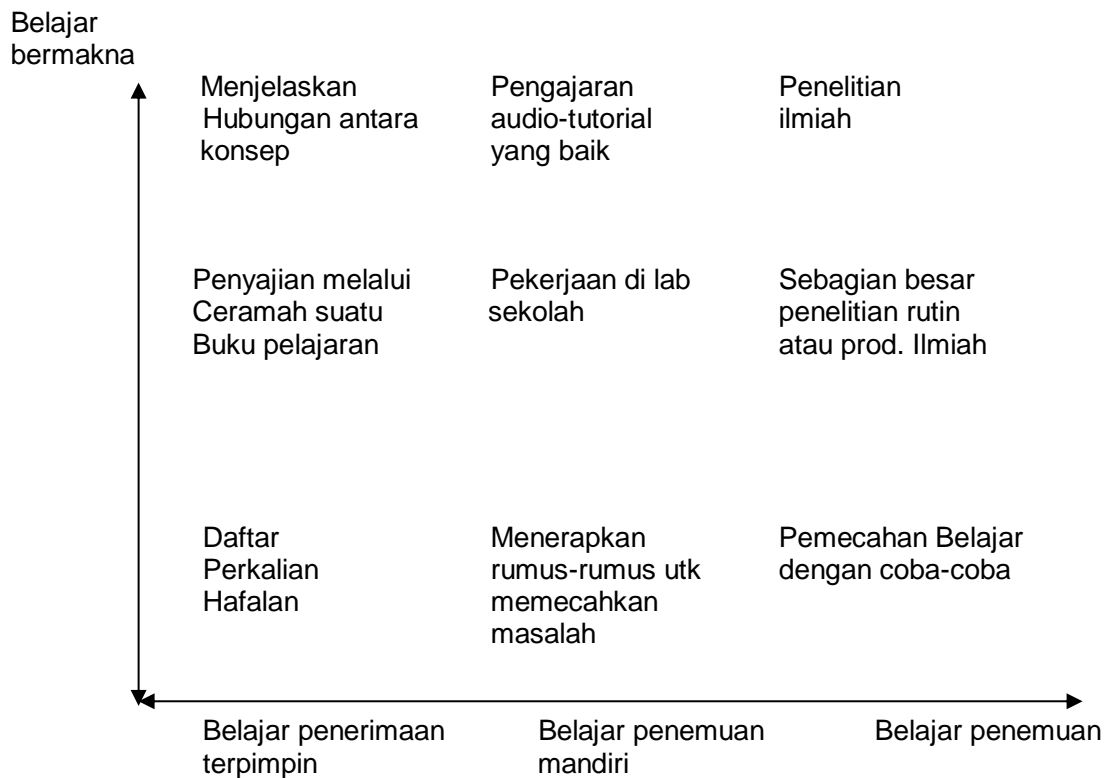 Belajar
bermakna
Menjelaskan
Hubungan antara
konsep
Pengajaran
audio-tutorial
yang baik
Penelitian
ilmiah
Penyajian melalui
Ceramah suatu
Buku pelajaran
Pekerjaan di lab
sekolah
Sebagian besar
penelitian rutin
atau prod. Ilmiah
Daftar
Perkalian
Hafalan
Menerapkan
rumus-rumus utk
memecahkan
masalah
Pemecahan Belajar
dengan coba-coba
Belajar penerimaan
terpimpin
Belajar penemuan
mandiri
Belajar penemuan